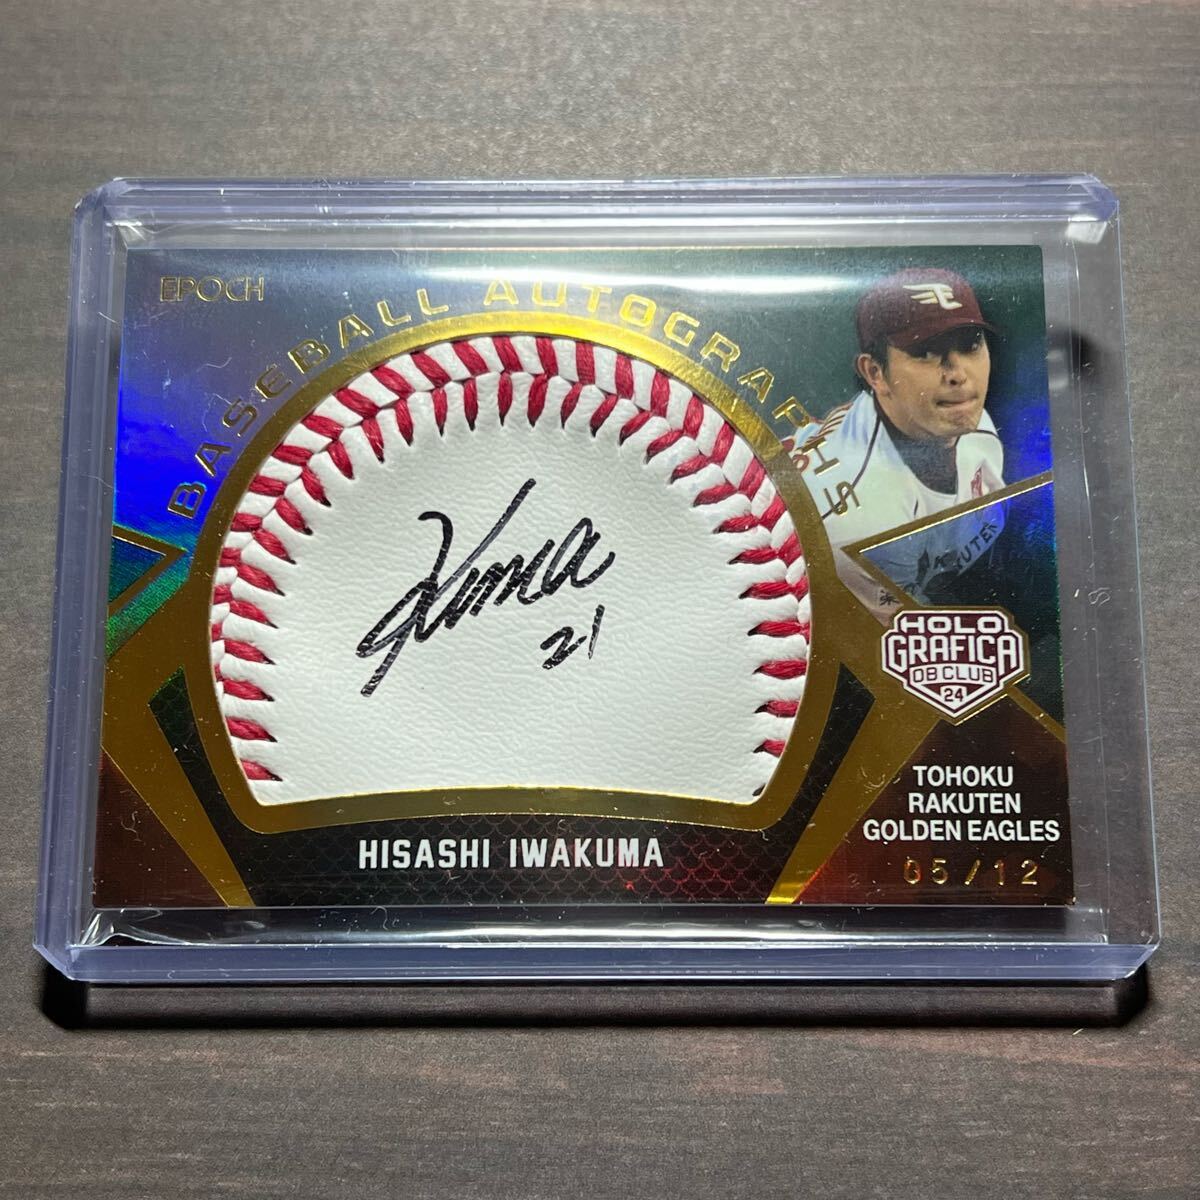 EPOCH
BASEBALL AUTOGRAPHS
Kuma
21
HOLO
GRAFICA
OB CLUB
24
TOHOKU
RAKUTEN
GOLDEN EAGLES
05/12
HISASHI IWAKUMA